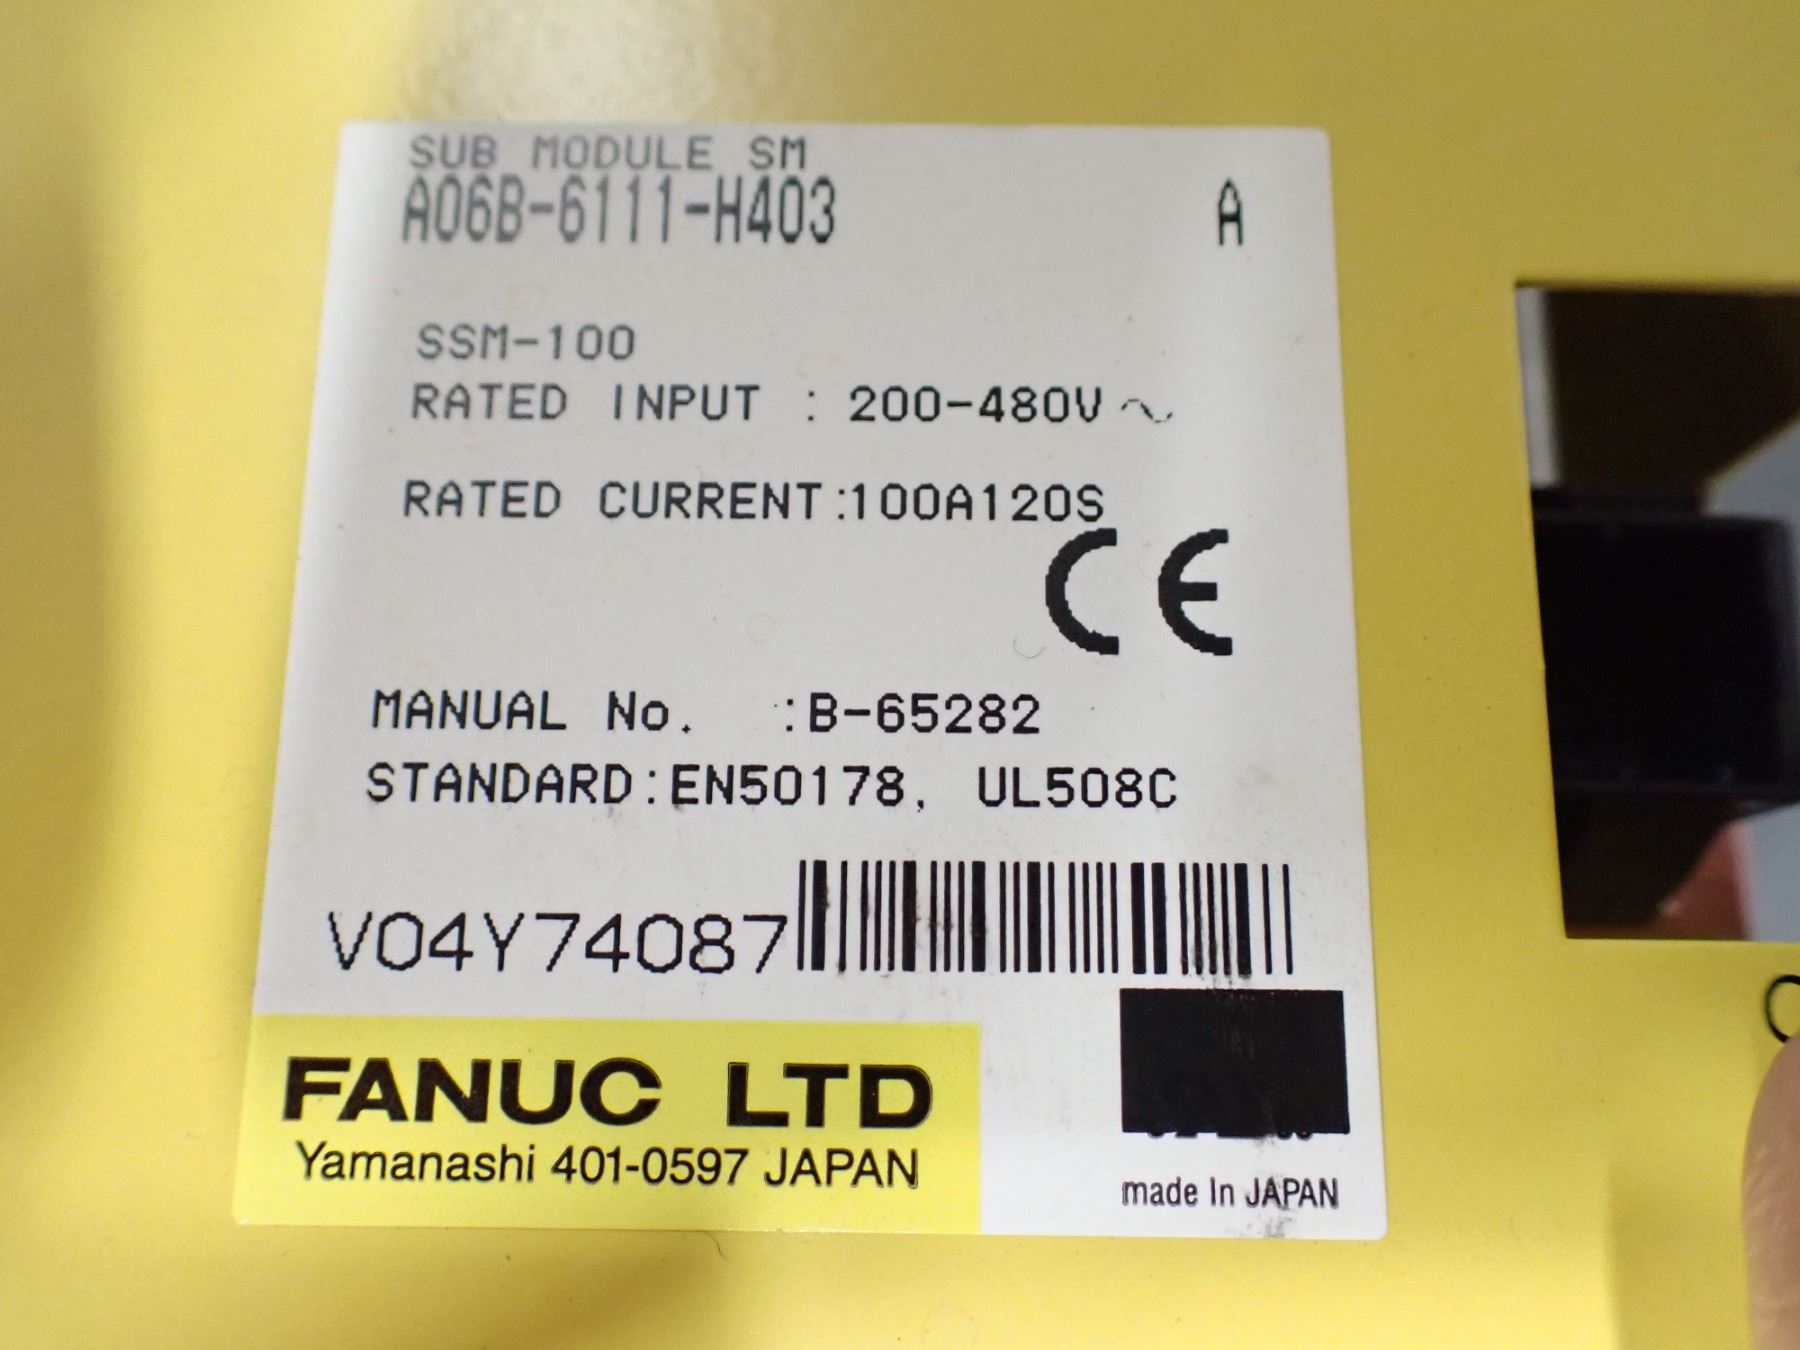 SUB MODULE SM
A06B-6111-H403 A
SSM-100
RATED INPUT : 200-480V ~
RATED CURRENT:100A120S
CE
MANUAL No. :B-65282
STANDARD:EN50178, UL508C
V04Y74087
FANUC LTD
Yamanashi 401-0597 JAPAN
made In JAPAN